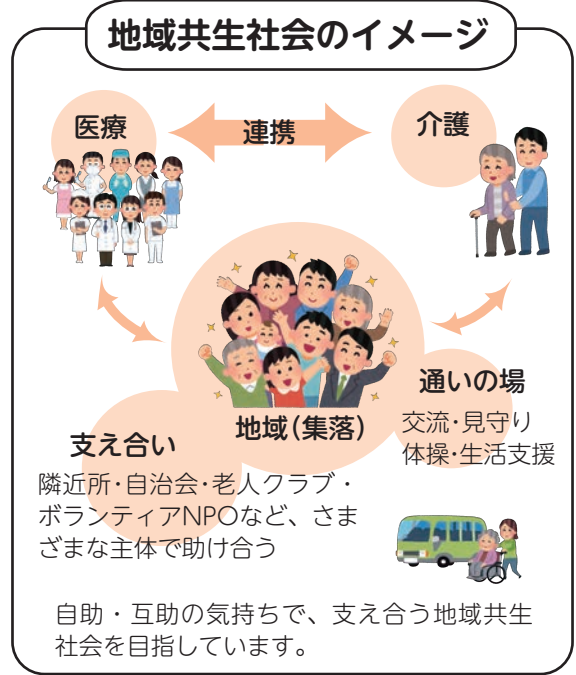 地域共生社会のイメージ
医療
連携
介護
地域(集落)
通いの場
交流・見守り
体操・生活支援
支え合い
隣近所・自治会・老人クラブ・
ボランティアNPOなど、さま
ざまな主体で助け合う
自助・互助の気持ちで、支え合う地域共生
社会を目指しています。